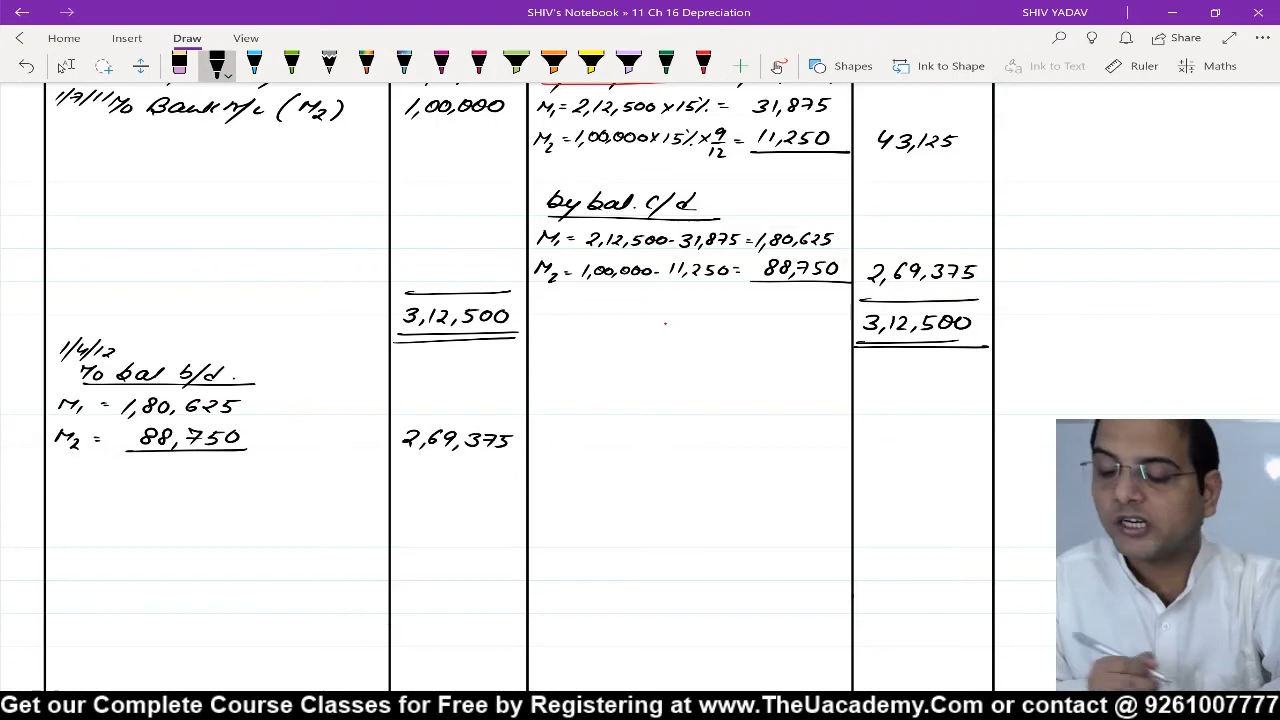 SHIV's Notebook » 11 Ch 16 Depreciation
SHIV YADAV
Home Insert Draw View
Share
Shapes Ink to Shape Ink to Text Ruler Maths
1/7/11 To Bank A/c (M2) 1,00,000
M1 = 2,12,500 × 15% = 31,875
M2 = 1,00,000 × 15% × 9/12 = 11,250 43,125
by bal. c/d
M1 = 2,12,500 - 31,875 = 1,80,625
M2 = 1,00,000 - 11,250 = 88,750 2,69,375
3,12,500 3,12,500
1/4/12
To bal b/d.
M1 = 1,80,625
M2 = 88,750 2,69,375
Get our Complete Course Classes for Free by Registering at www.TheUacademy.Com or contact @ 9261007777